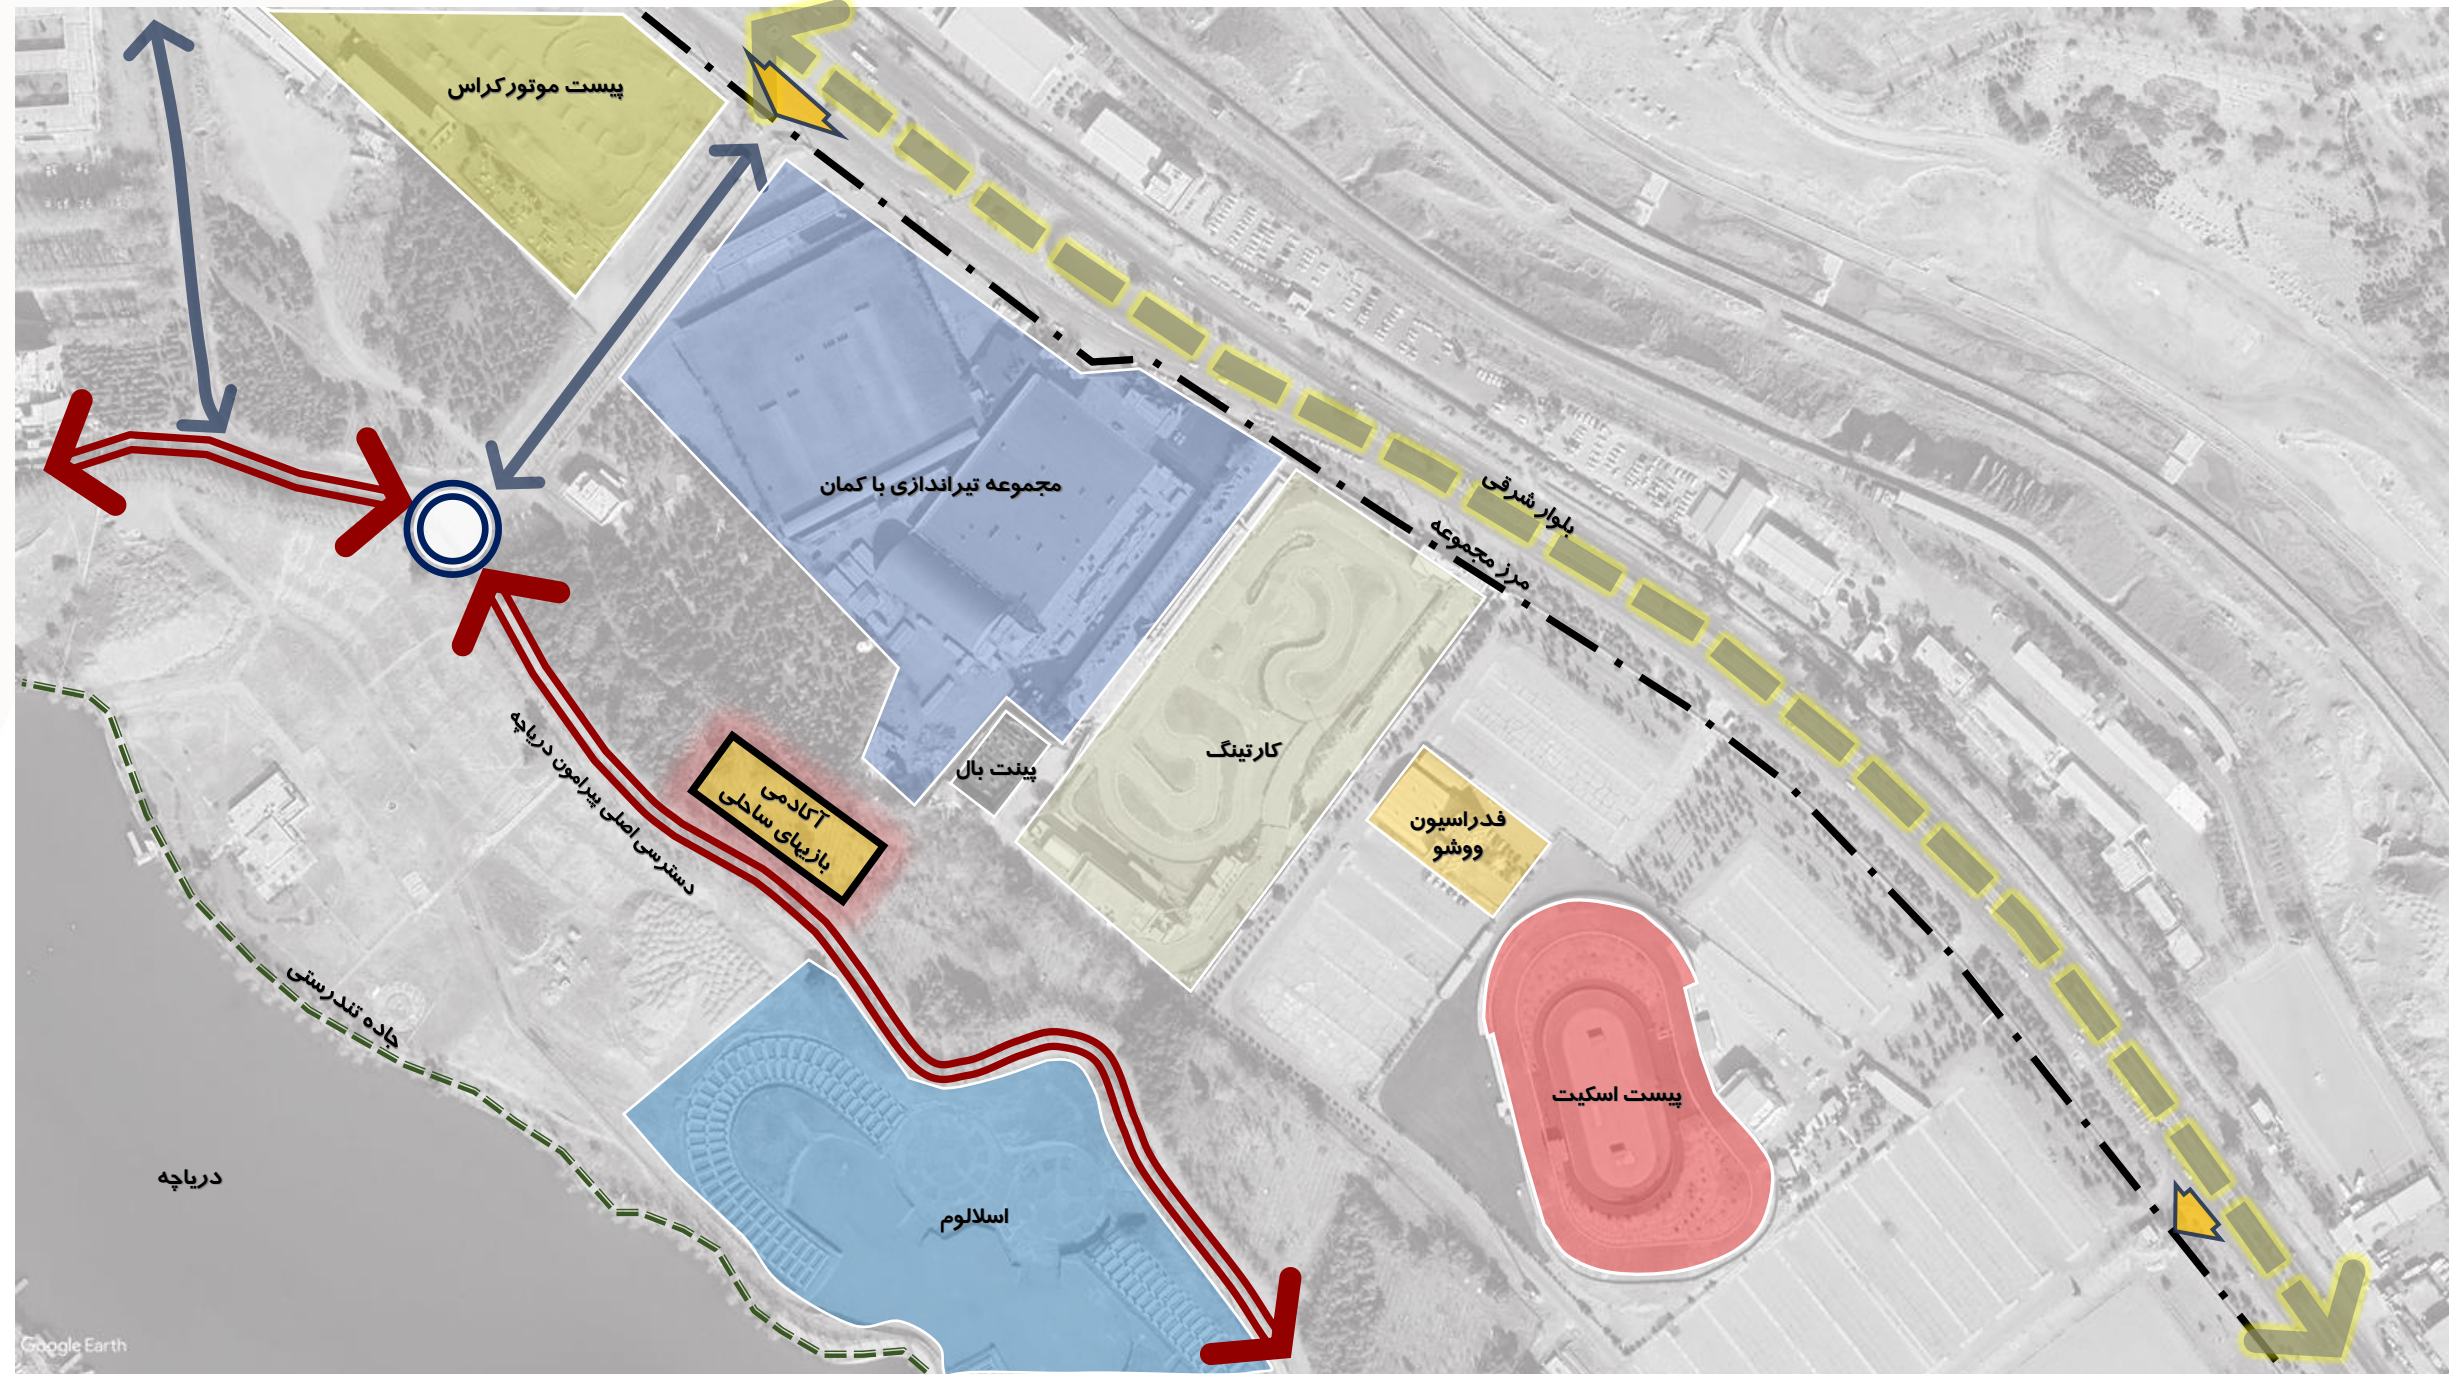 پیست موتورکراس
مجموعه تیراندازی با کمان
بلوار شرقی
مرز مجموعه
کارتینگ
پینت بال
دسترسی اصلی پیرامون دریاچه
آکادمی
بازیهای ساحلی
فدراسیون
ووشو
جاده تندرستی
پیست اسکیت
دریاچه
اسلالوم
Google Earth